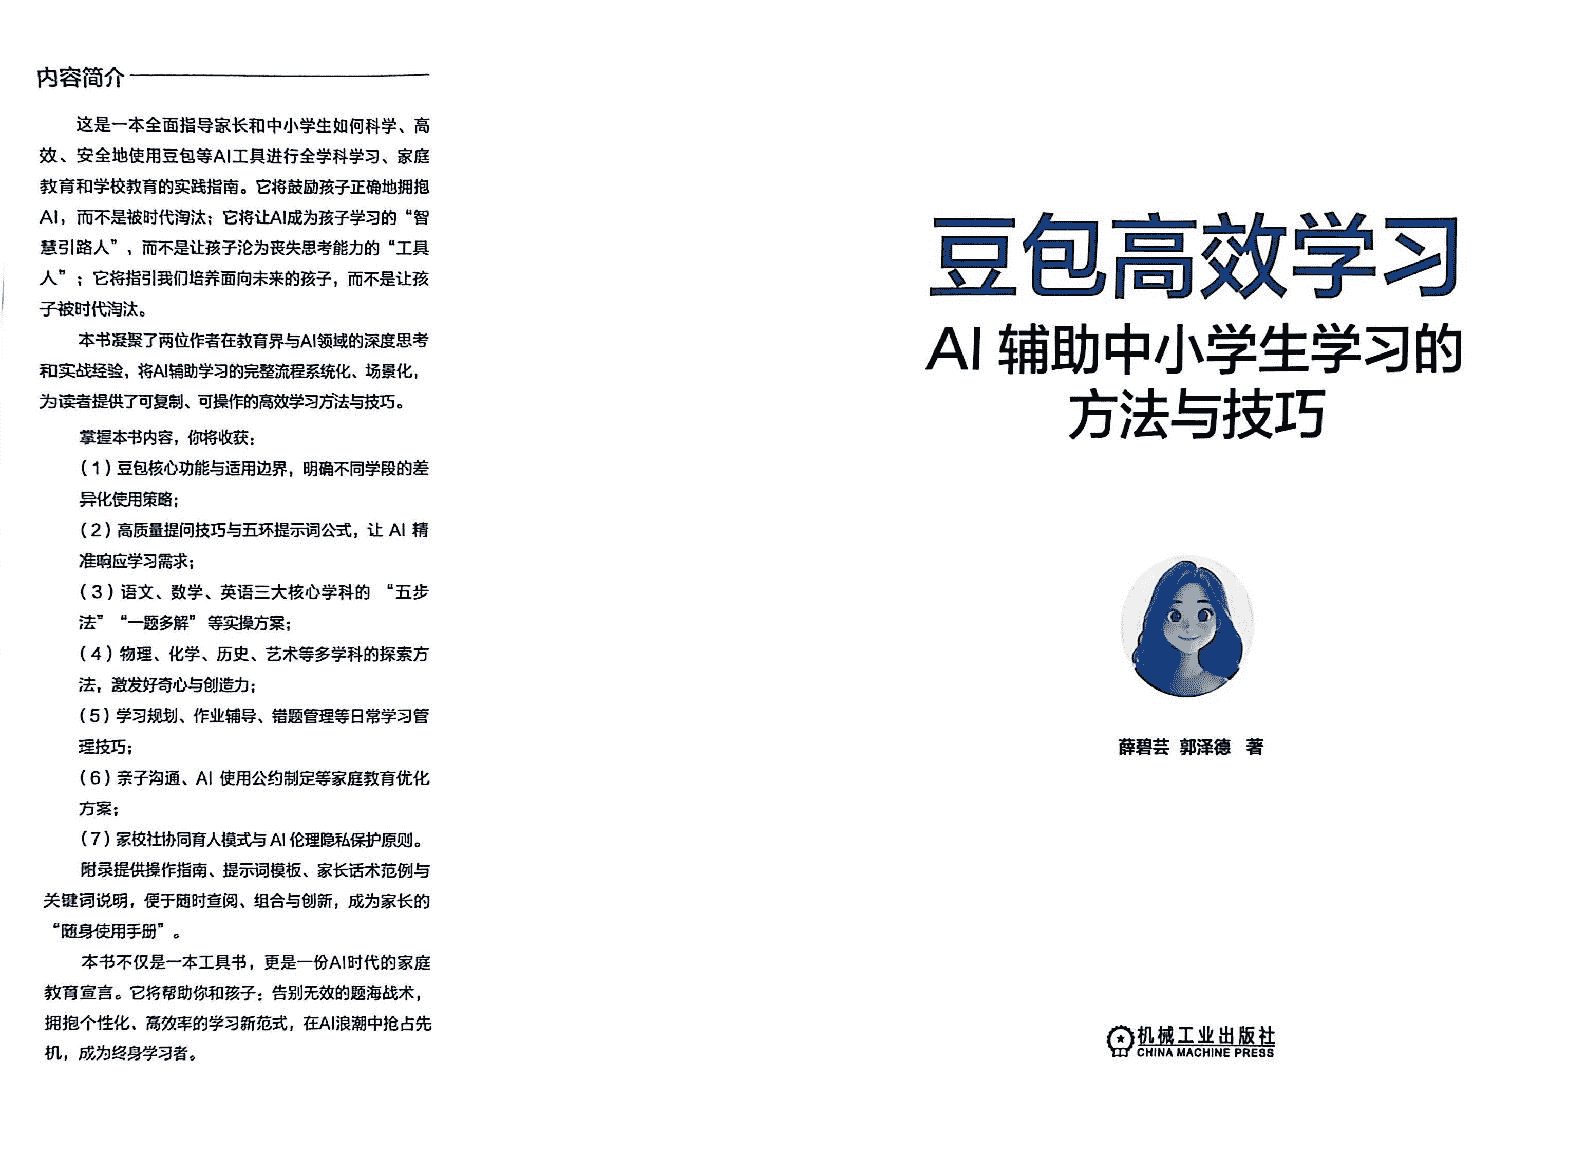 内容简介
这是一本全面指导家长和中小学生如何科学、高
效、安全地使用豆包等AI工具进行全学科学习、家庭
教育和学校教育的实践指南。它将鼓励孩子正确地拥抱
AI，而不是被时代淘汰；它将让AI成为孩子学习的“智
慧引路人”，而不是让孩子沦为丧失思考能力的“工具
人”；它将指引我们培养面向未来的孩子，而不是让孩
子被时代淘汰。
本书凝聚了两位作者在教育界与AI领域的深度思考
和实战经验，将AI辅助学习的完整流程系统化、场景化，
为读者提供了可复制、可操作的高效学习方法与技巧。
掌握本书内容，你将收获：
（1）豆包核心功能与适用边界，明确不同学段的差
异化使用策略；
（2）高质量提问技巧与五环提示词公式，让 AI 精
准响应学习需求；
（3）语文、数学、英语三大核心学科的 “五步
法”“一题多解” 等实操方案；
（4）物理、化学、历史、艺术等多学科的探索方
法，激发好奇心与创造力；
（5）学习规划、作业辅导、错题管理等日常学习管
理技巧；
（6）亲子沟通、AI 使用公约制定等家庭教育优化
方案；
（7）家校社协同育人模式与 AI 伦理隐私保护原则。
附录提供操作指南、提示词模板、家长话术范例与
关键词说明，便于随时查阅、组合与创新，成为家长的
“随身使用手册”。
本书不仅是一本工具书，更是一份AI时代的家庭
教育宣言。它将帮助你和孩子：告别无效的题海战术，
拥抱个性化、高效率的学习新范式，在AI浪潮中抢占先
机，成为终身学习者。
豆包高效学习
AI 辅助中小学生学习的
方法与技巧
薛碧芸 郭泽德 著
机械工业出版社
CHINA MACHINE PRESS